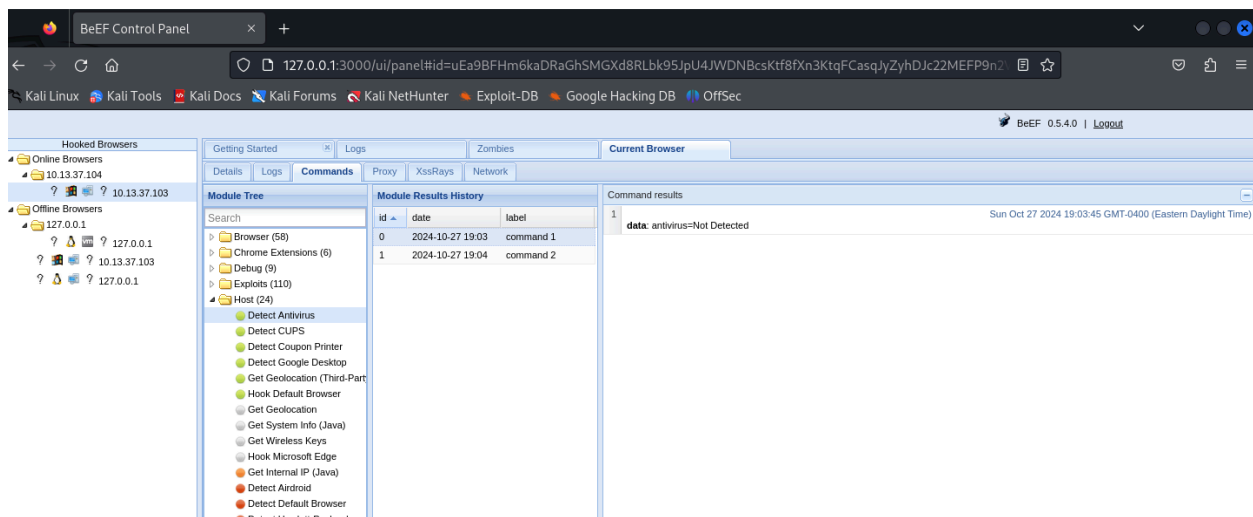 BeEF Control Panel
127.0.0.1:3000/ui/panel#id=uEa9BFHm6kaDRaGhSMGXd8RLbk95JpU4JWDNBcsKtf8fXn3KtqFCasqJyZyhDJc22MEFP9n2
Kali Linux Kali Tools Kali Docs Kali Forums Kali NetHunter Exploit-DB Google Hacking DB OffSec
BeEF 0.5.4.0 | Logout
Hooked Browsers
Online Browsers
10.13.37.104
? ? 10.13.37.103
Offline Browsers
127.0.0.1
? vm ? 127.0.0.1
? ? 10.13.37.103
? ? 127.0.0.1
Getting Started Logs Zombies Current Browser
Details Logs Commands Proxy XssRays Network
Module Tree
Search
Browser (58)
Chrome Extensions (6)
Debug (9)
Exploits (110)
Host (24)
Detect Antivirus
Detect CUPS
Detect Coupon Printer
Detect Google Desktop
Get Geolocation (Third-Part
Hook Default Browser
Get Geolocation
Get System Info (Java)
Get Wireless Keys
Hook Microsoft Edge
Get Internal IP (Java)
Detect Airdroid
Detect Default Browser
Module Results History
id date label
0 2024-10-27 19:03 command 1
1 2024-10-27 19:04 command 2
Command results
1 Sun Oct 27 2024 19:03:45 GMT-0400 (Eastern Daylight Time)
data: antivirus=Not Detected